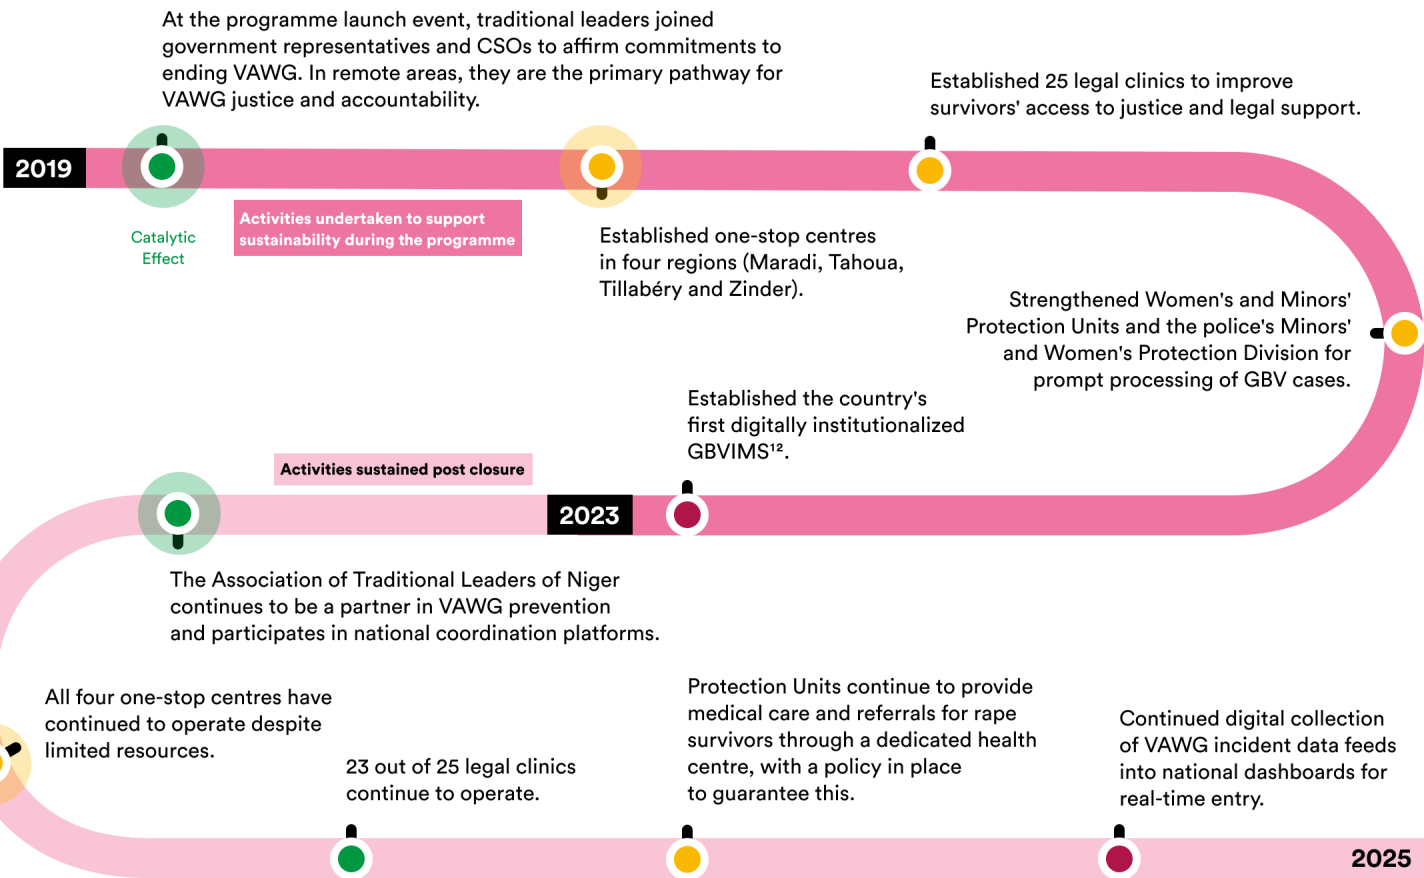 At the programme launch event, traditional leaders joined
government representatives and CSOs to affirm commitments to
ending VAWG. In remote areas, they are the primary pathway for
VAWG justice and accountability.
Established 25 legal clinics to improve
survivors' access to justice and legal support.
2019
Catalytic
Effect
Activities undertaken to support
sustainability during the programme
Established one-stop centres
in four regions (Maradi, Tahoua,
Tillabéry and Zinder).
Strengthened Women's and Minors'
Protection Units and the police's Minors'
and Women's Protection Division for
prompt processing of GBV cases.
Established the country's
first digitally institutionalized
GBVIMS¹².
2023
Activities sustained post closure
The Association of Traditional Leaders of Niger
continues to be a partner in VAWG prevention
and participates in national coordination platforms.
All four one-stop centres have
continued to operate despite
limited resources.
23 out of 25 legal clinics
continue to operate.
Protection Units continue to provide
medical care and referrals for rape
survivors through a dedicated health
centre, with a policy in place
to guarantee this.
Continued digital collection
of VAWG incident data feeds
into national dashboards for
real-time entry.
2025